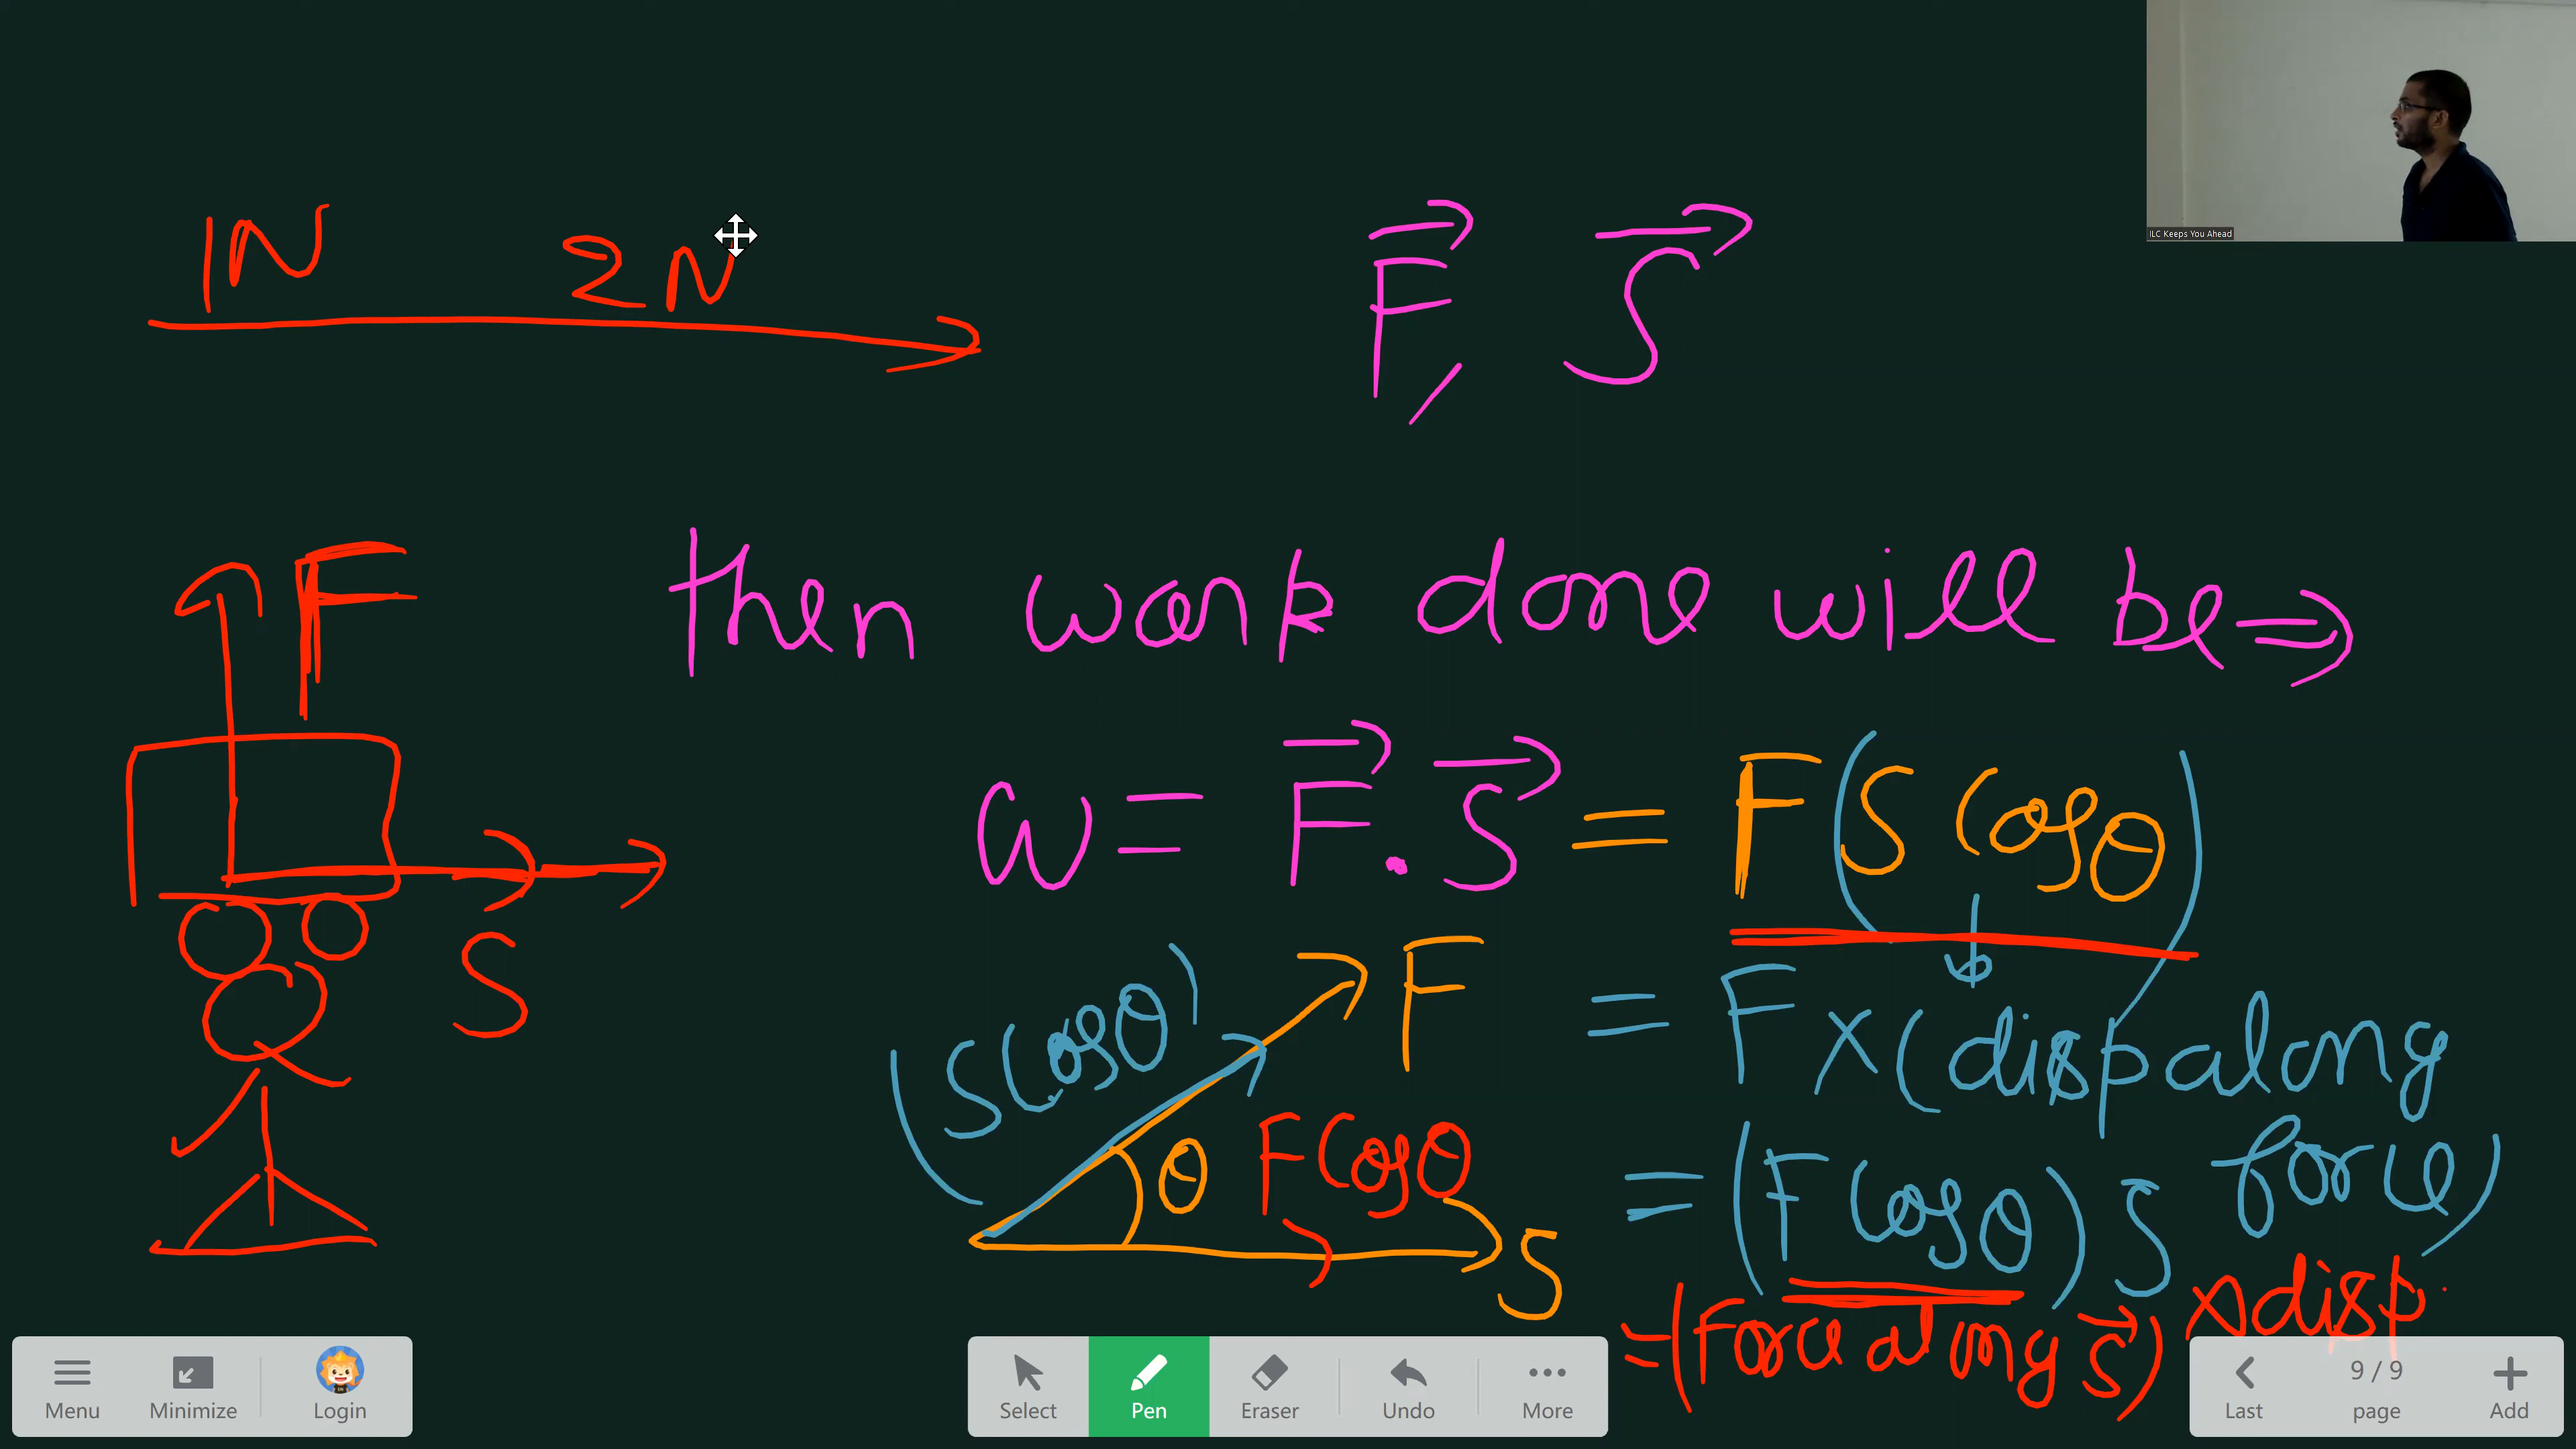 ILC Keeps You Ahead
1N 2N
F, S
F
then work done will be ⇒
W = F . S = F(S Cosθ)
S
F
(S Cosθ)
= F x (disp along force)
θ F Cosθ
S
= (F Cosθ) S
= (Force along S) x disp.
Menu Minimize Login
Select Pen Eraser Undo More
Last 9 / 9 page Add